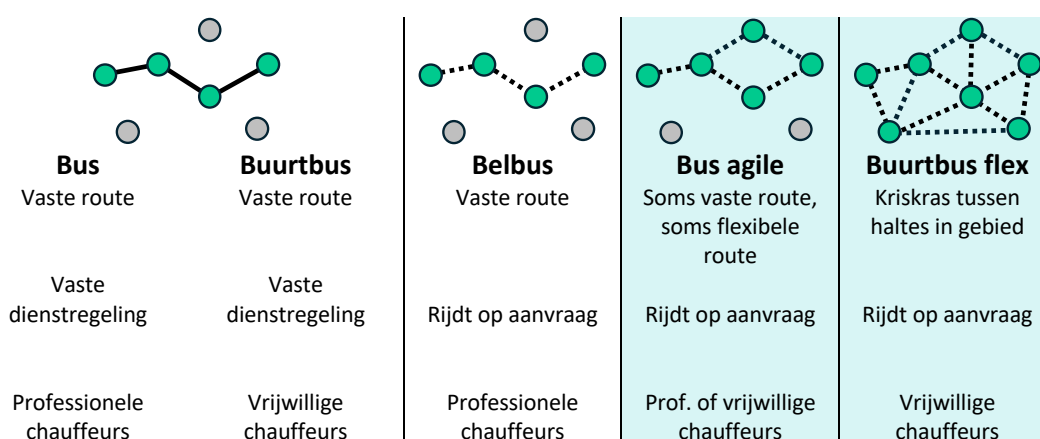 Bus
Vaste route
Vaste
dienstregeling
Professionele
chauffeurs
Buurtbus
Vaste route
Vaste
dienstregeling
Vrijwillige
chauffeurs
Belbus
Vaste route
Rijdt op aanvraag
Professionele
chauffeurs
Bus agile
Soms vaste route,
soms flexibele
route
Rijdt op aanvraag
Prof. of vrijwillige
chauffeurs
Buurtbus flex
Kriskras tussen
haltes in gebied
Rijdt op aanvraag
Vrijwillige
chauffeurs